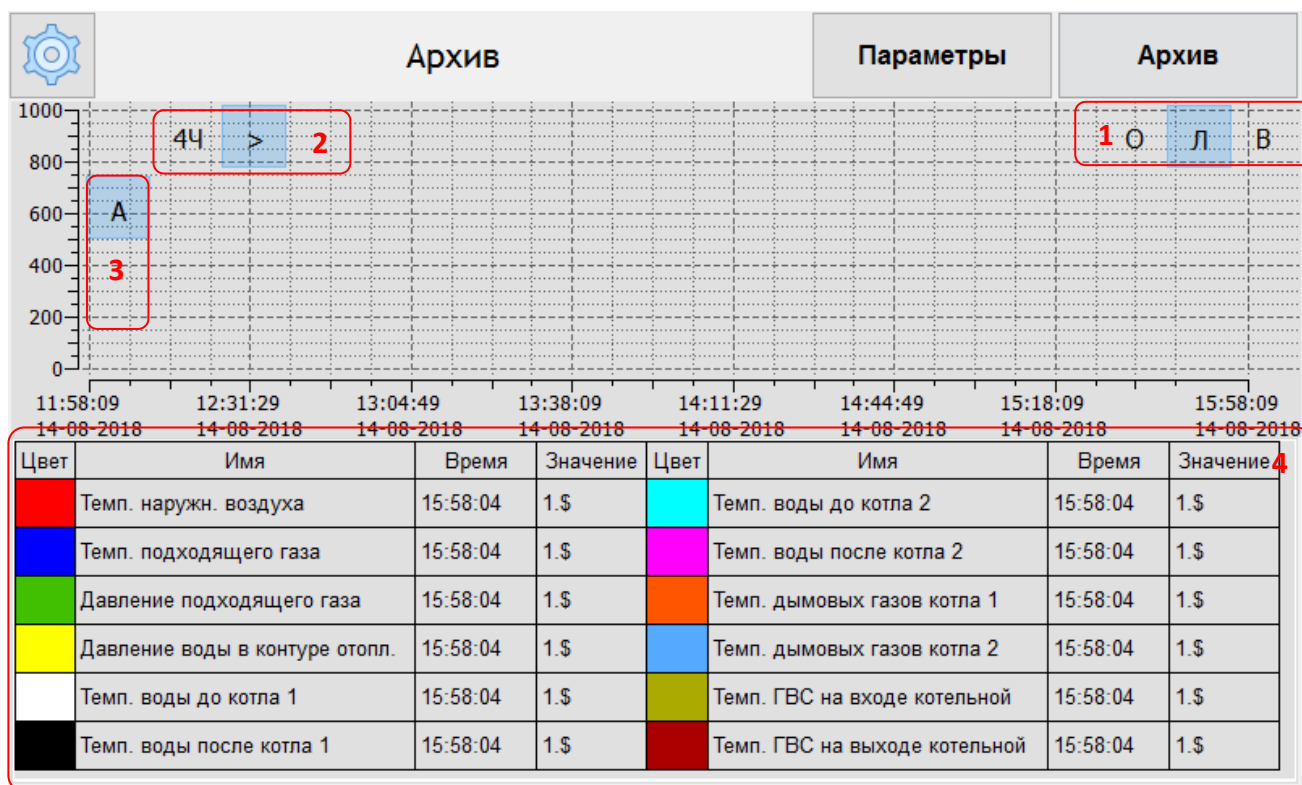 Архив Параметры Архив
1000
4Ч > 2 1 О Л В
800
А
600
400 3
200
0
11:58:09 12:31:29 13:04:49 13:38:09 14:11:29 14:44:49 15:18:09 15:58:09
14-08-2018 14-08-2018 14-08-2018 14-08-2018 14-08-2018 14-08-2018 14-08-2018 14-08-2018
Цвет Имя Время Значение Цвет Имя Время Значение 4
Темп. наружн. воздуха 15:58:04 1.$ Темп. воды до котла 2 15:58:04 1.$
Темп. подходящего газа 15:58:04 1.$ Темп. воды после котла 2 15:58:04 1.$
Давление подходящего газа 15:58:04 1.$ Темп. дымовых газов котла 1 15:58:04 1.$
Давление воды в контуре отопл. 15:58:04 1.$ Темп. дымовых газов котла 2 15:58:04 1.$
Темп. воды до котла 1 15:58:04 1.$ Темп. ГВС на входе котельной 15:58:04 1.$
Темп. воды после котла 1 15:58:04 1.$ Темп. ГВС на выходе котельной 15:58:04 1.$